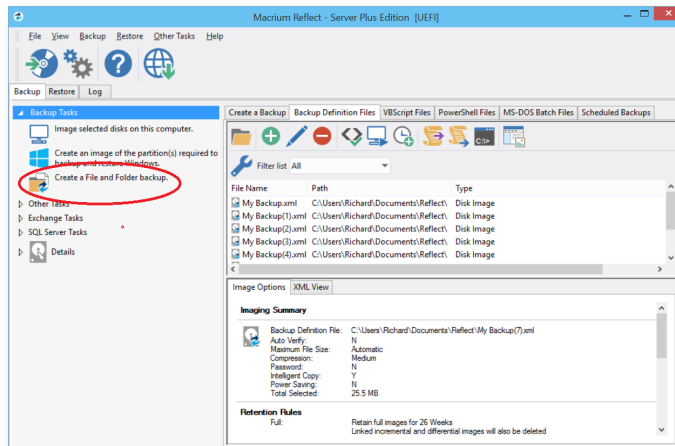 Macrium Reflect - Server Plus Edition [UEFI]
File View Backup Restore Other Tasks Help
Backup Restore Log
Backup Tasks
Image selected disks on this computer.
Create an image of the partition(s) required to
backup and restore Windows.
Create a File and Folder backup.
Other Tasks
Exchange Tasks
SQL Server Tasks
Details
Create a Backup Backup Definition Files VBScript Files PowerShell Files MS-DOS Batch Files Scheduled Backups
C:\>
Filter list All
File Name Path Type
My Backup.xml C:\Users\Richard\Documents\Reflect\ Disk Image
My Backup(1).xml C:\Users\Richard\Documents\Reflect\ Disk Image
My Backup(2).xml C:\Users\Richard\Documents\Reflect\ Disk Image
My Backup(3).xml C:\Users\Richard\Documents\Reflect\ Disk Image
My Backup(4).xml C:\Users\Richard\Documents\Reflect\ Disk Image
Image Options XML View
Imaging Summary
Backup Definition File: C:\Users\Richard\Documents\Reflect\My Backup(7).xml
Auto Verify: N
Maximum File Size: Automatic
Compression: Medium
Password: N
Intelligent Copy: Y
Power Saving: N
Total Selected: 25.5 MB
Retention Rules
Full: Retain full images for 26 Weeks
Linked incremental and differential images will also be deleted